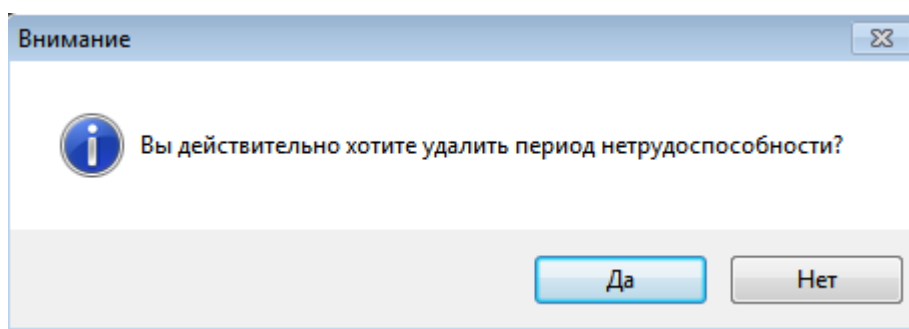 Внимание
Вы действительно хотите удалить период нетрудоспособности?
Да
Нет